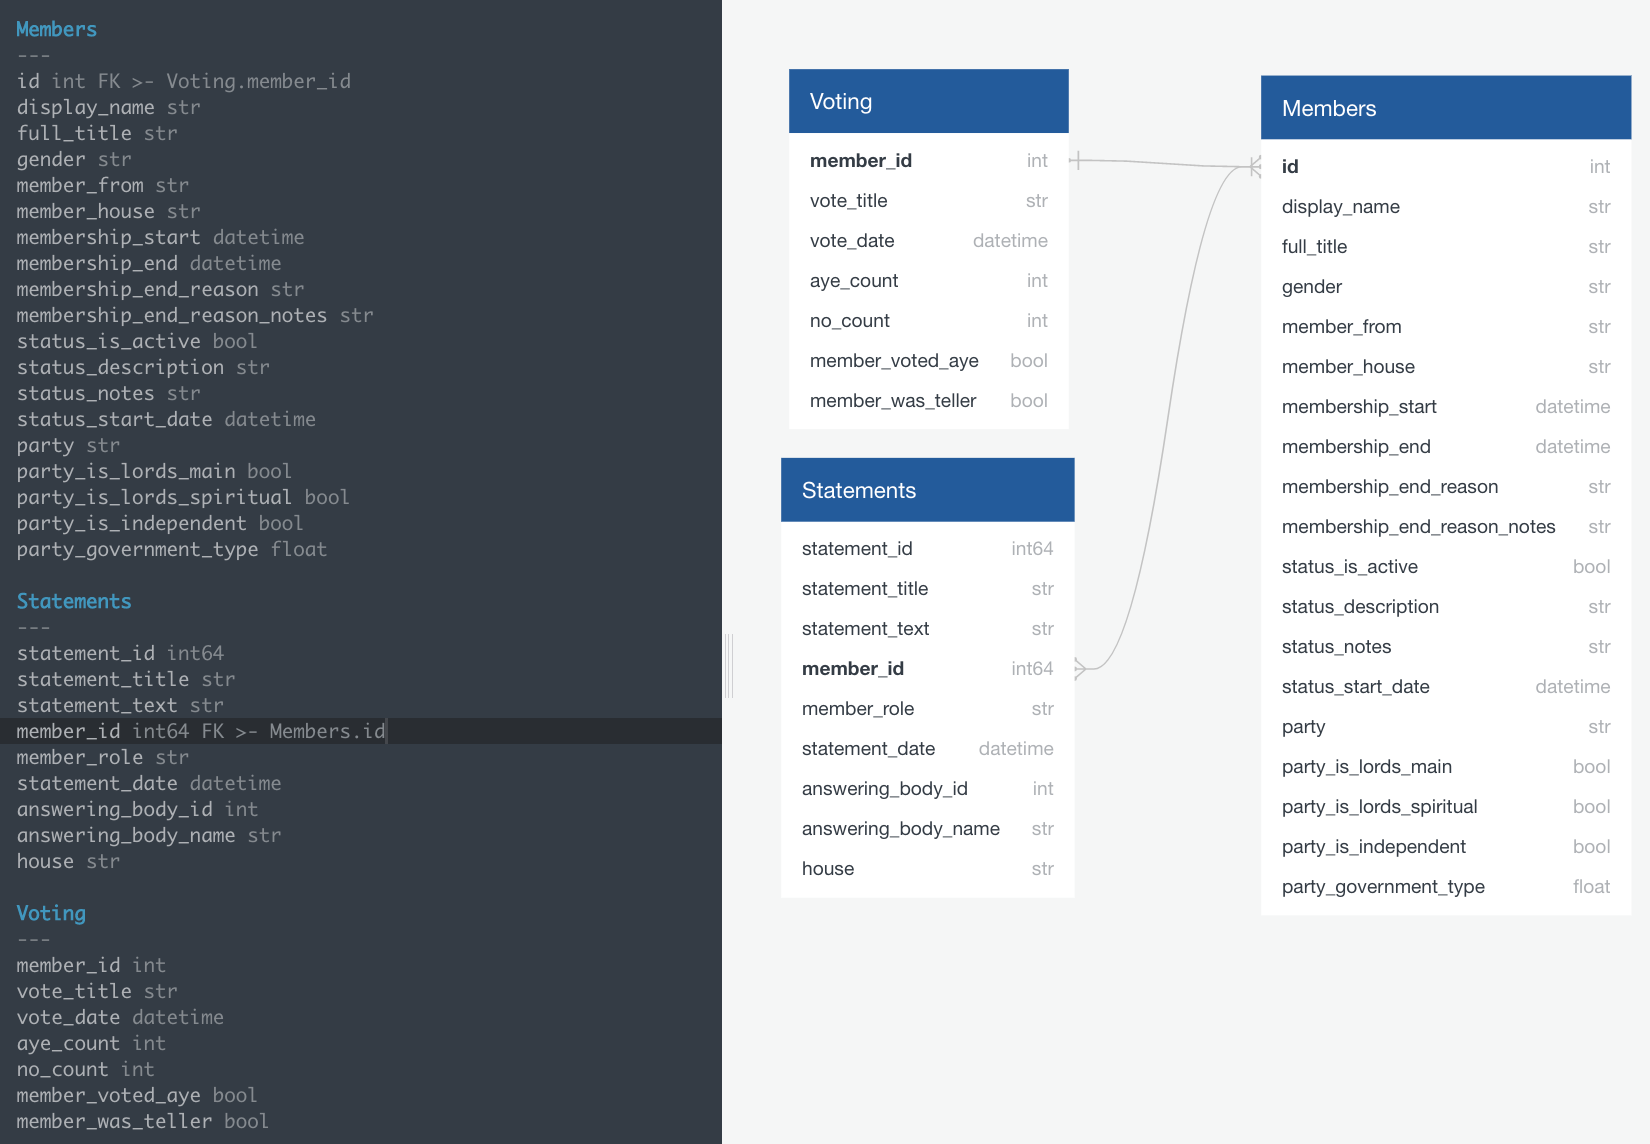 Members
---
id int FK >- Voting.member_id
display_name str
full_title str
gender str
member_from str
member_house str
membership_start datetime
membership_end datetime
membership_end_reason str
membership_end_reason_notes str
status_is_active bool
status_description str
status_notes str
status_start_date datetime
party str
party_is_lords_main bool
party_is_lords_spiritual bool
party_is_independent bool
party_government_type float
Statements
---
statement_id int64
statement_title str
statement_text str
member_id int64 FK >- Members.id
member_role str
statement_date datetime
answering_body_id int
answering_body_name str
house str
Voting
---
member_id int
vote_title str
vote_date datetime
aye_count int
no_count int
member_voted_aye bool
member_was_teller bool
Voting
member_id int
vote_title str
vote_date datetime
aye_count int
no_count int
member_voted_aye bool
member_was_teller bool
Statements
statement_id int64
statement_title str
statement_text str
member_id int64
member_role str
statement_date datetime
answering_body_id int
answering_body_name str
house str
Members
id int
display_name str
full_title str
gender str
member_from str
member_house str
membership_start datetime
membership_end datetime
membership_end_reason str
membership_end_reason_notes str
status_is_active bool
status_description str
status_notes str
status_start_date datetime
party str
party_is_lords_main bool
party_is_lords_spiritual bool
party_is_independent bool
party_government_type float